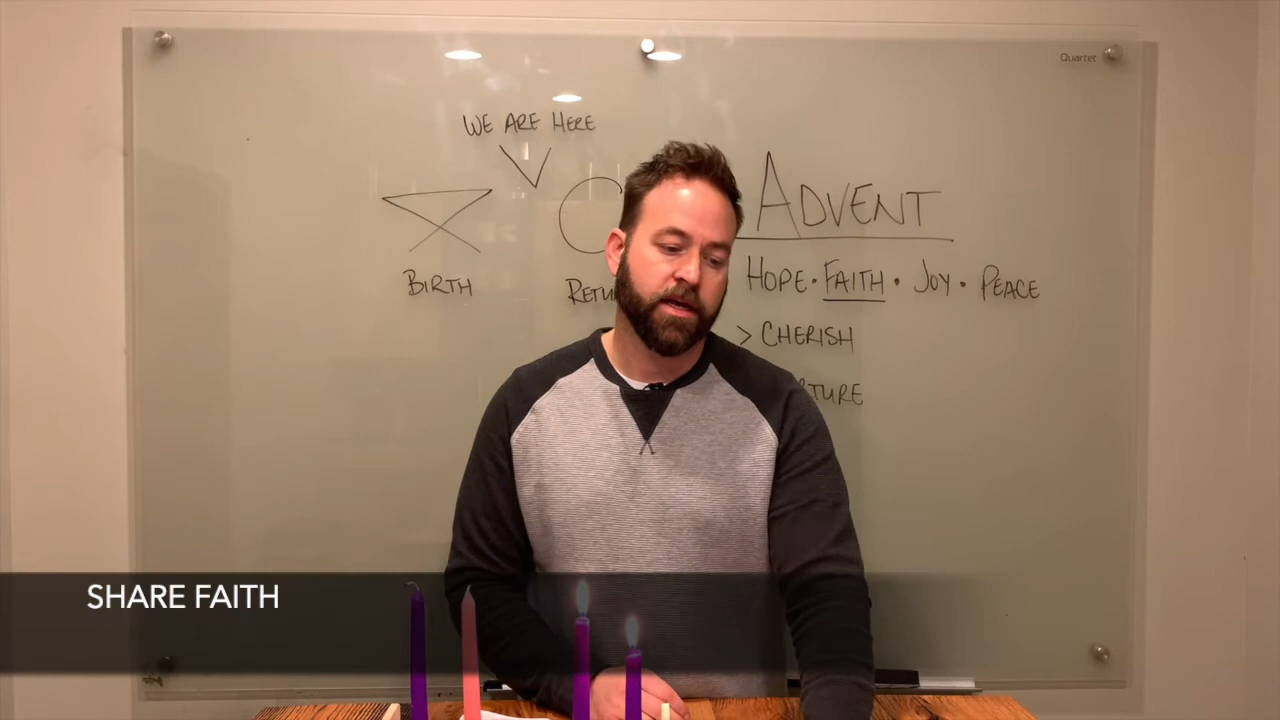 Quartet
WE ARE HERE
ADVENT
BIRTH
HOPE · FAITH · JOY · PEACE
> CHERISH
SHARE FAITH